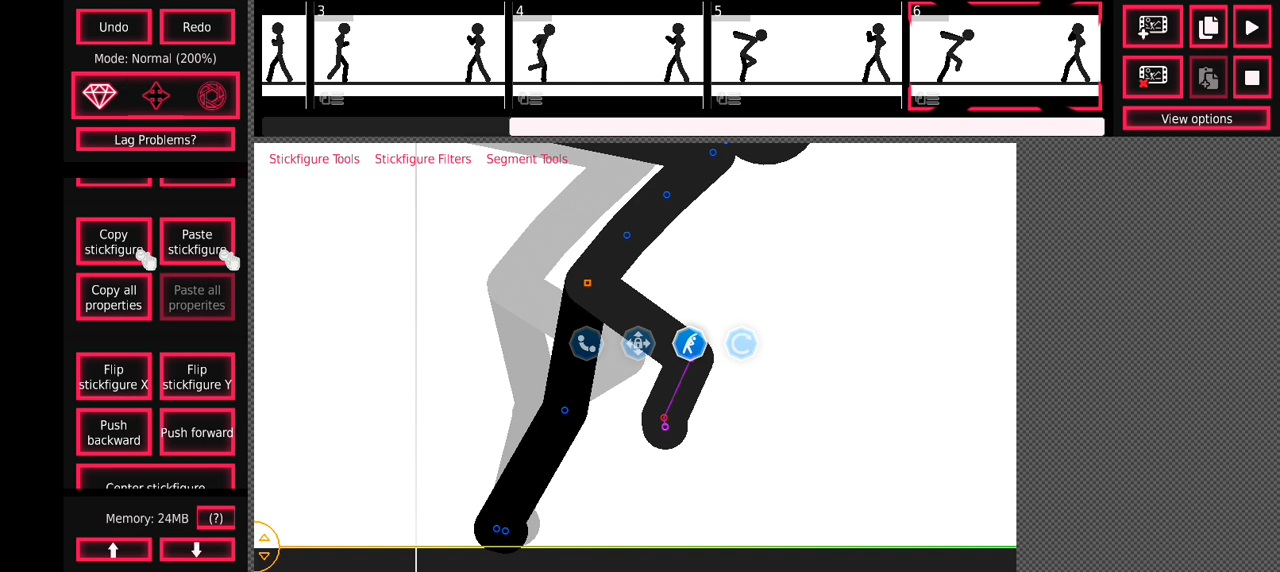 Undo
Redo
Mode: Normal (200%)
Lag Problems?
3
4
5
6
View options
Stickfigure Tools
Stickfigure Filters
Segment Tools
Copy
stickfigure
Paste
stickfigure
Copy all
properties
Paste all
properites
Flip
stickfigure X
Flip
stickfigure Y
Push
backward
Push forward
Center stickfigure
Memory: 24MB
(?)